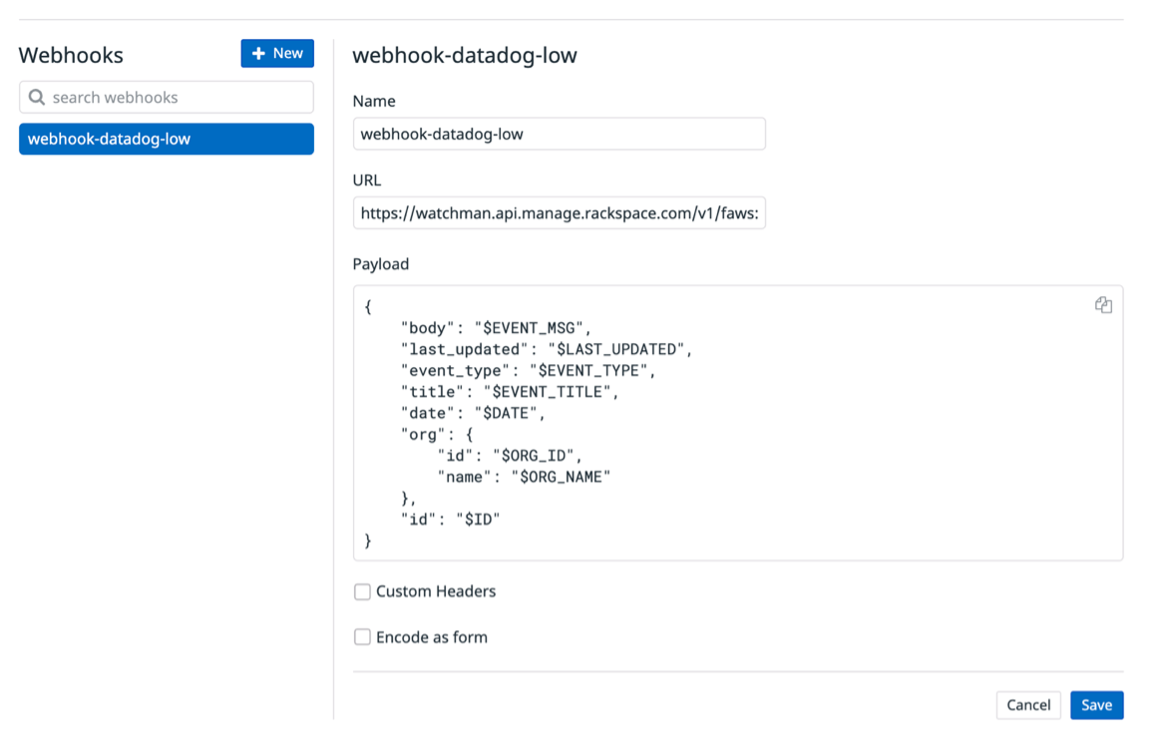 Webhooks
+ New
search webhooks
webhook-datadog-low
webhook-datadog-low
Name
webhook-datadog-low
URL
https://watchman.api.manage.rackspace.com/v1/faws:
Payload
{
    "body": "$EVENT_MSG",
    "last_updated": "$LAST_UPDATED",
    "event_type": "$EVENT_TYPE",
    "title": "$EVENT_TITLE",
    "date": "$DATE",
    "org": {
        "id": "$ORG_ID",
        "name": "$ORG_NAME"
    },
    "id": "$ID"
}
Custom Headers
Encode as form
Cancel
Save